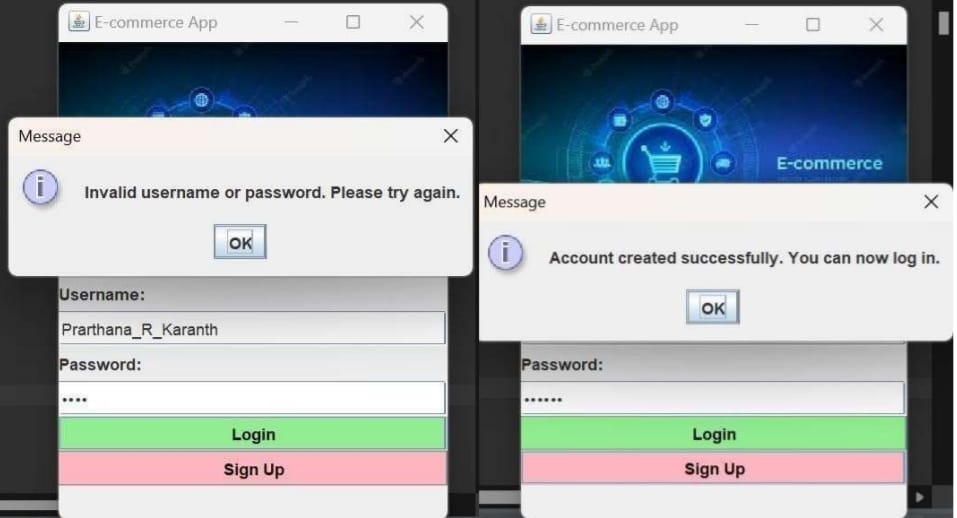 E-commerce App
Message
Invalid username or password. Please try again.
OK
Username:
Prarthana_R_Karanth
Password:
••••
Login
Sign Up
E-commerce App
E-commerce
Message
Account created successfully. You can now log in.
OK
Password:
••••••
Login
Sign Up